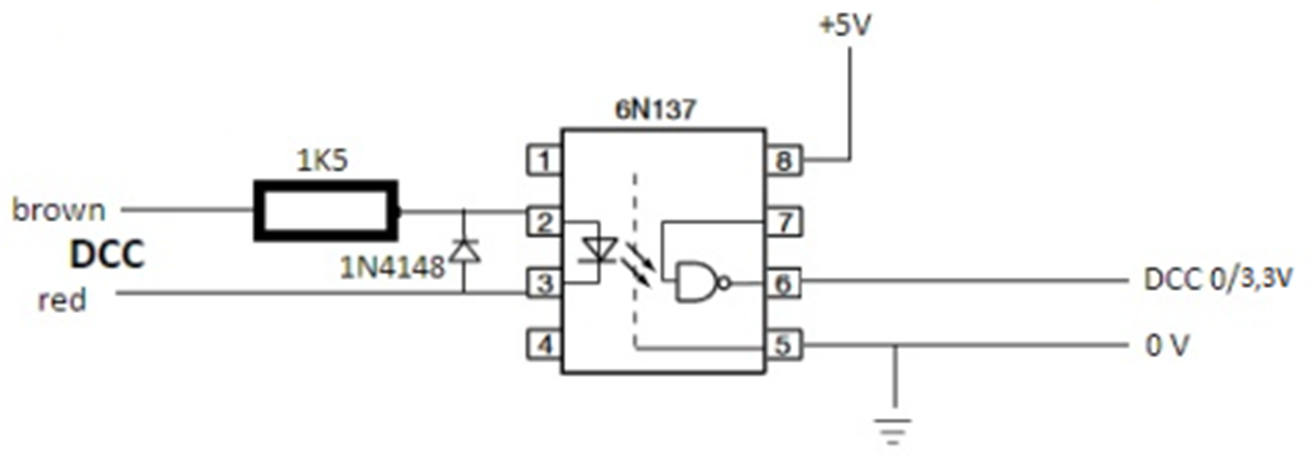 +5V
6N137
1K5
1
8
brown
2
7
DCC
1N4148
3
6
DCC 0/3,3V
red
4
5
0 V